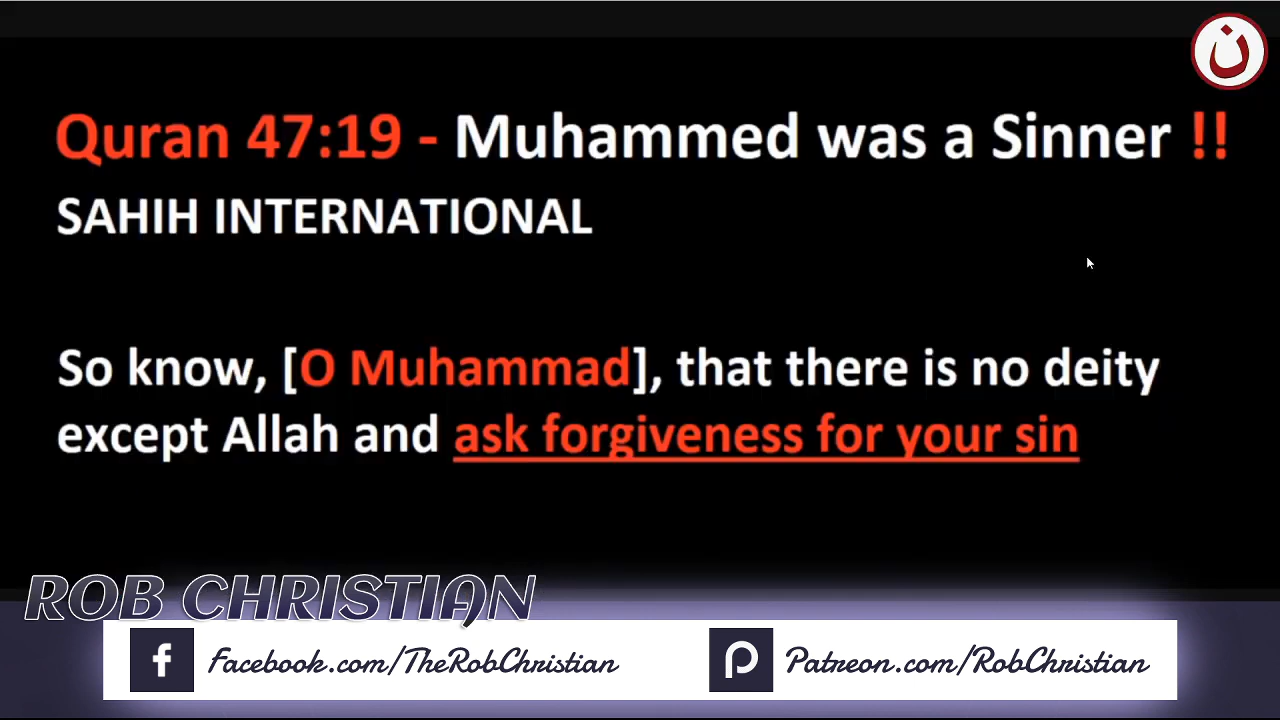 ن
Quran 47:19 - Muhammed was a Sinner !!
SAHIH INTERNATIONAL
So know, [O Muhammad], that there is no deity
except Allah and ask forgiveness for your sin
ROB CHRISTIAN
f Facebook.com/TheRobChristian
Patreon.com/RobChristian